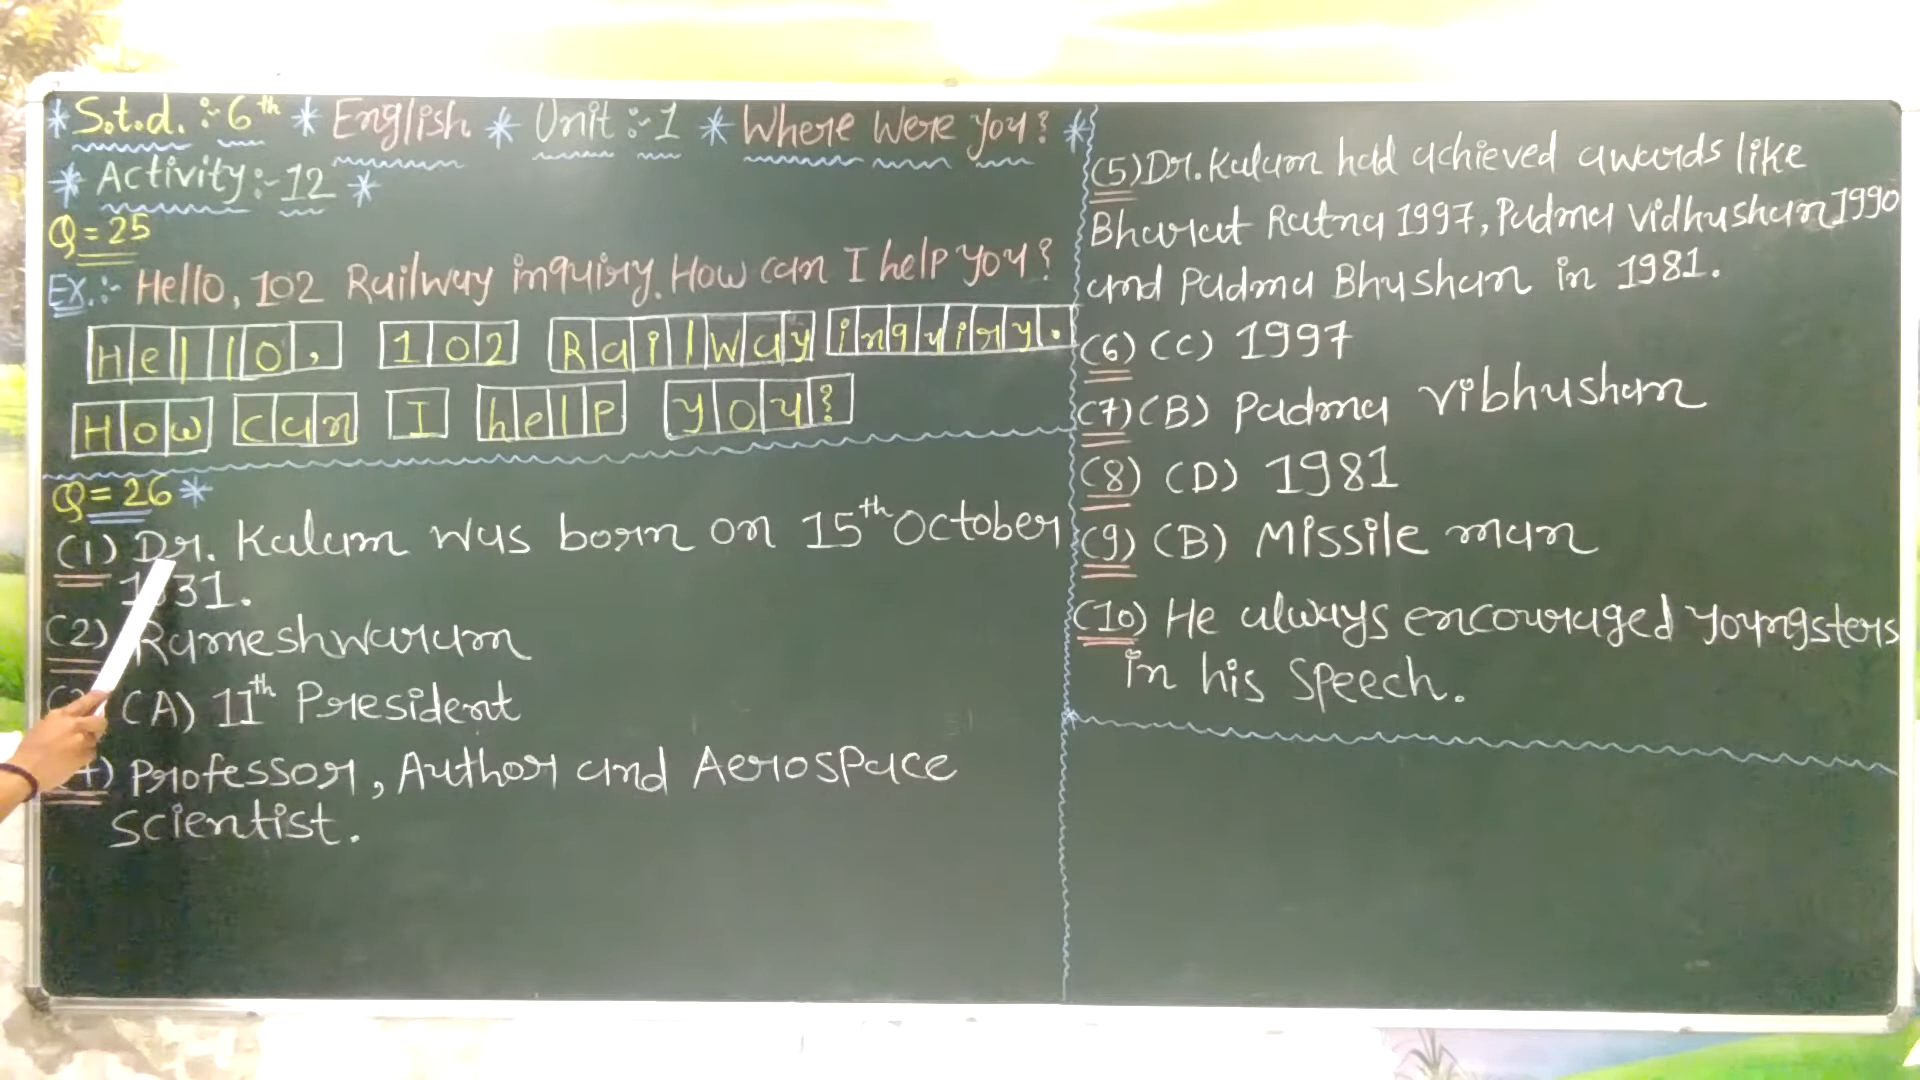 * S.t.d. :- 6th * English * Unit :- 1 * Where Were You? *
* Activity :- 12 *
Q = 25
Ex. :- Hello, 102 Railway inquiry. How can I help you?
Hello, 102 Railway inquiry.
How can I help you?
Q = 26 *
(1) Dr. Kalam was born on 15th October
1931.
(2) Rameshwaram
(A) 11th President
Professor, Author and Aerospace
Scientist.
(5) Dr. Kalam had achieved awards like
Bharat Ratna 1997, Padma Vidhushan 1990
and Padma Bhushan in 1981.
(6) (C) 1997
(7) (B) Padma Vibhushan
(8) (D) 1981
(9) (B) Missile man
(10) He always encouraged youngsters
in his speech.